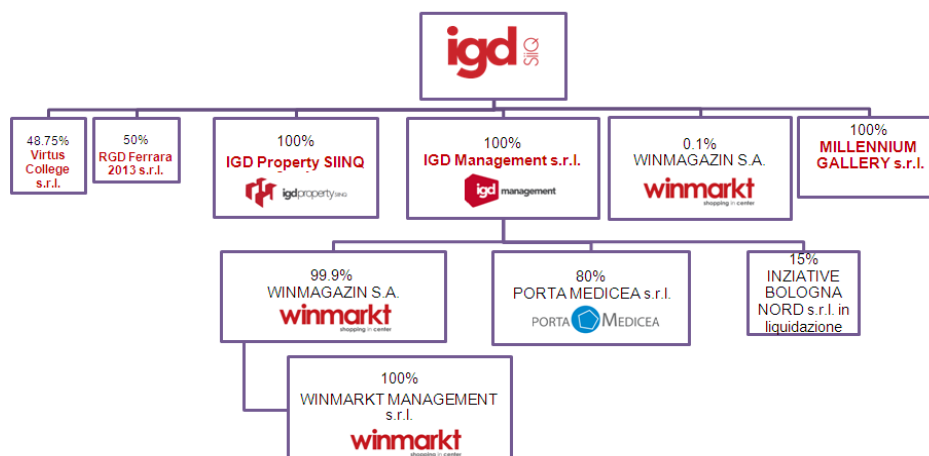 igd SIIQ
48.75%
Virtus
College
s.r.l.
50%
RGD Ferrara
2013 s.r.l.
100%
IGD Property SIINQ
igdproperty SIINQ
100%
IGD Management s.r.l.
igd management
0.1%
WINMAGAZIN S.A.
winmarkt
shopping in center
100%
MILLENNIUM
GALLERY s.r.l.
99.9%
WINMAGAZIN S.A.
winmarkt
shopping in center
80%
PORTA MEDICEA s.r.l.
PORTA MEDICEA
15%
INZIATIVE
BOLOGNA
NORD s.r.l. in
liquidazione
100%
WINMARKT MANAGEMENT
s.r.l.
winmarkt
shopping in center